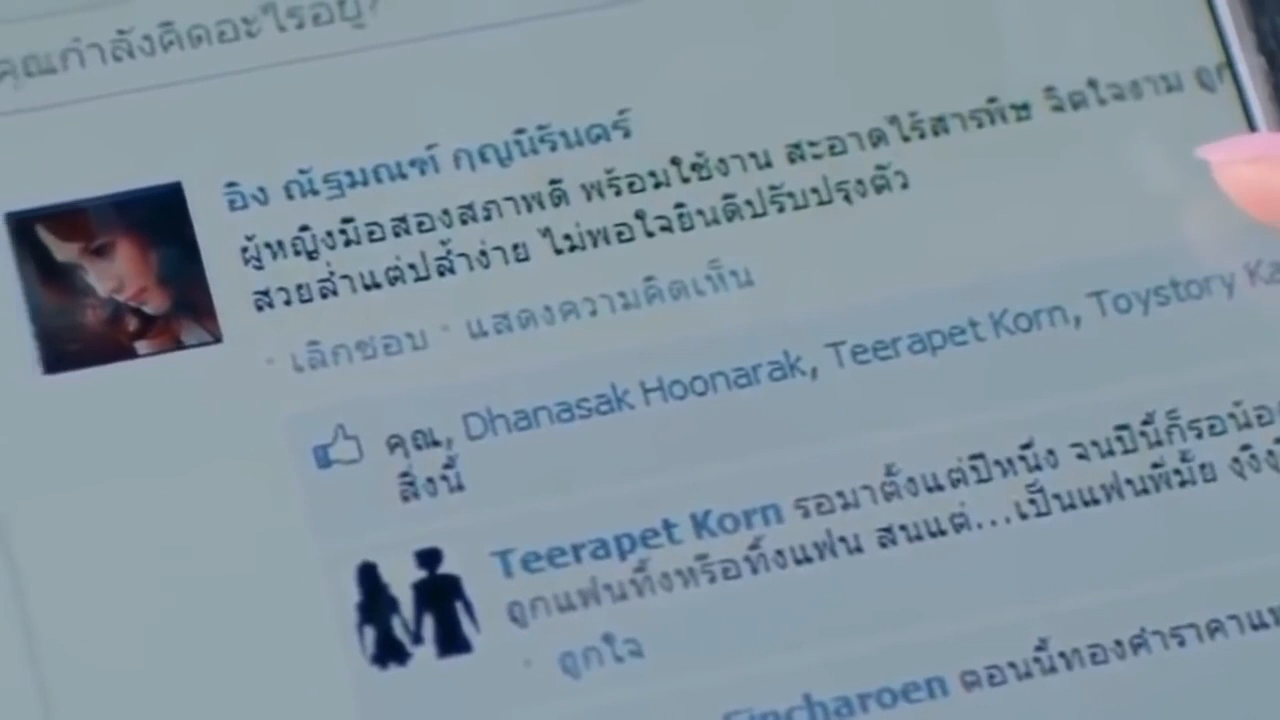 คุณกำลังคิดอะไรอยู่?
อิง ณัฐมณฑ์ กุญนิรันดร์
ผู้หญิงมือสองสภาพดี พร้อมใช้งาน สะอาดไร้สารพิษ จิตใจงาม ถูก
สวยล่ำแต่ปล้ำง่าย ไม่พอใจยินดีปรับปรุงตัว
· เลิกชอบ · แสดงความคิดเห็น
คุณ, Dhanasak Hoonarak, Teerapet Korn, Toystory Ka
สิ่งนี้
Teerapet Korn รอมาตั้งแต่ปีหนึ่ง จนปีนี้ก็รอน้อง
ถูกแฟนทิ้งหรือทิ้งแฟน สนแต่...เป็นแฟนพี่มั้ย งุงิงุ
· ถูกใจ
charoen ตอนนี้ทองคำราคาแ